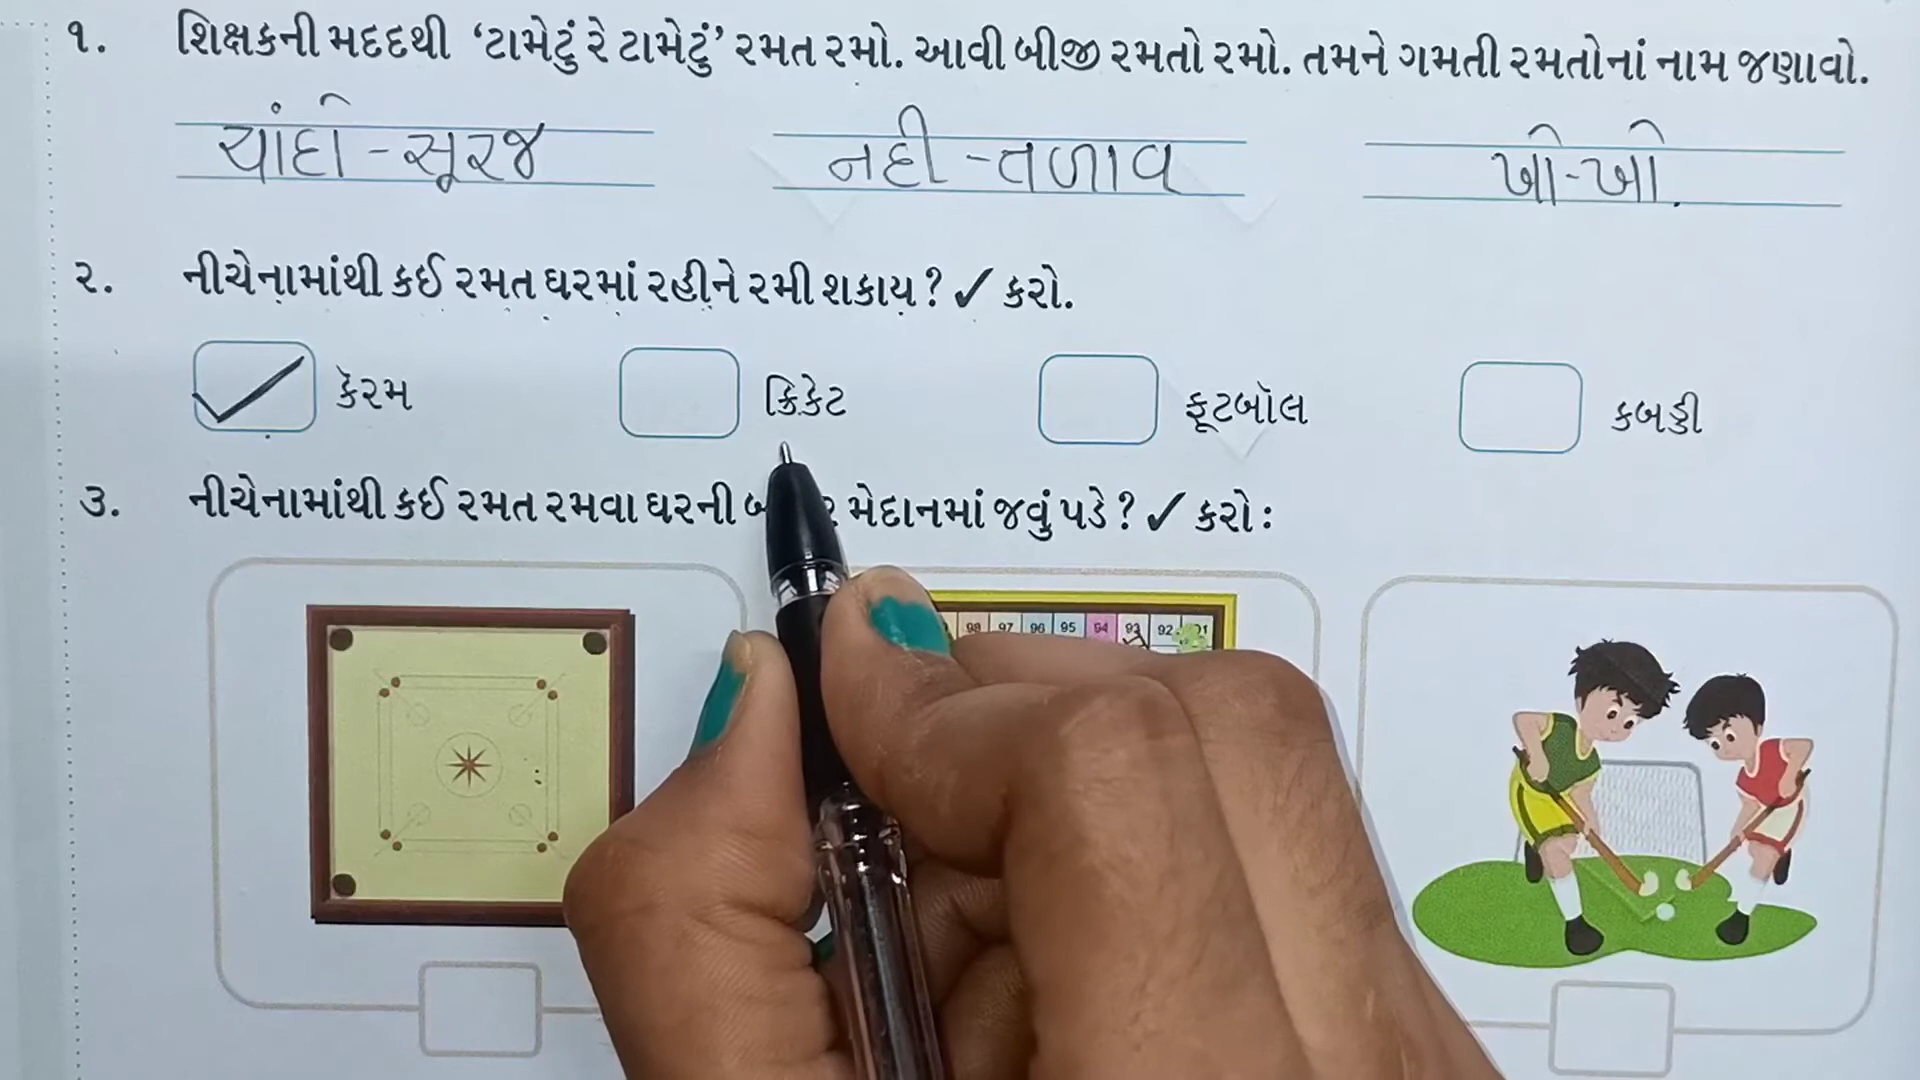 ૧. શિક્ષકની મદદથી ‘ટામેટું રે ટામેટું’ રમત રમો. આવી બીજી રમતો રમો. તમને ગમતી રમતોનાં નામ જણાવો.
ચાંદો - સૂરજ નદી - તળાવ ખો-ખો.
૨. નીચેનામાંથી કઈ રમત ઘરમાં રહીને રમી શકાય? ✓ કરો.
કેરમ ક્રિકેટ ફૂટબૉલ કબડ્ડી
૩. નીચેનામાંથી કઈ રમત રમવા ઘરની મેદાનમાં જવું પડે? ✓ કરો:
98 97 96 95 94 93 92